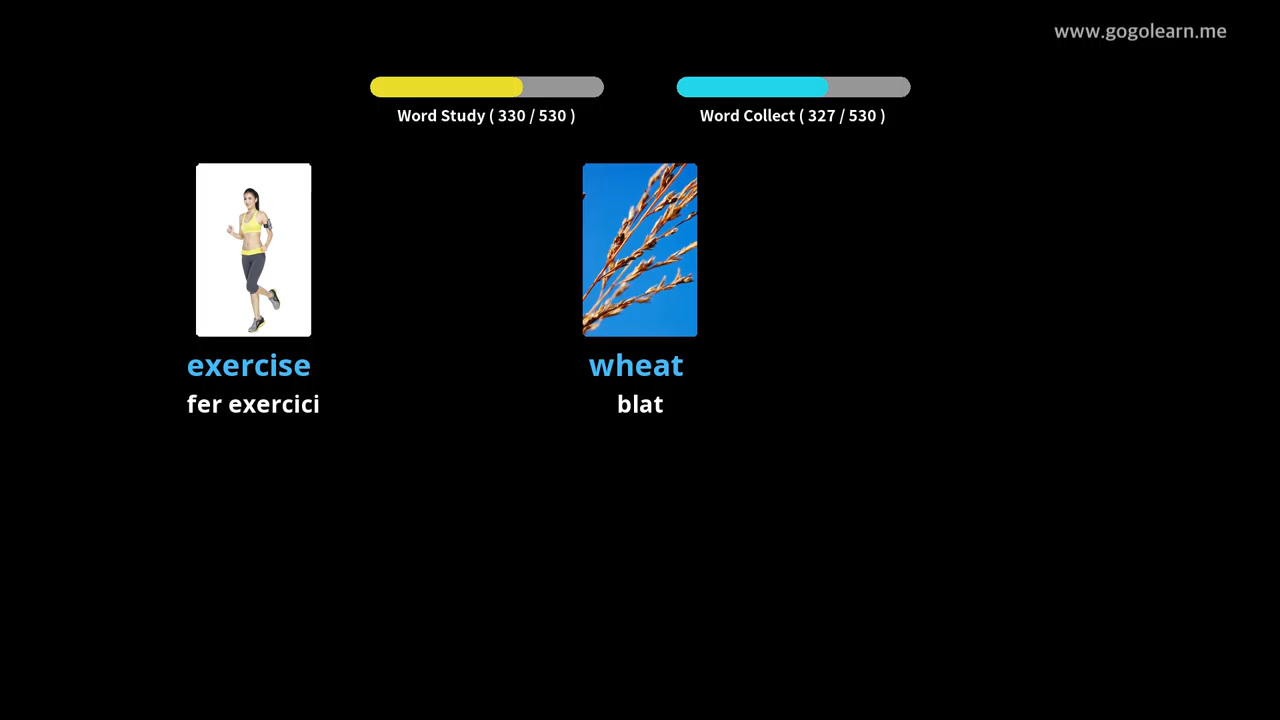 www.gogolearn.me
Word Study ( 330 / 530 )
Word Collect ( 327 / 530 )
exercise
fer exercici
wheat
blat